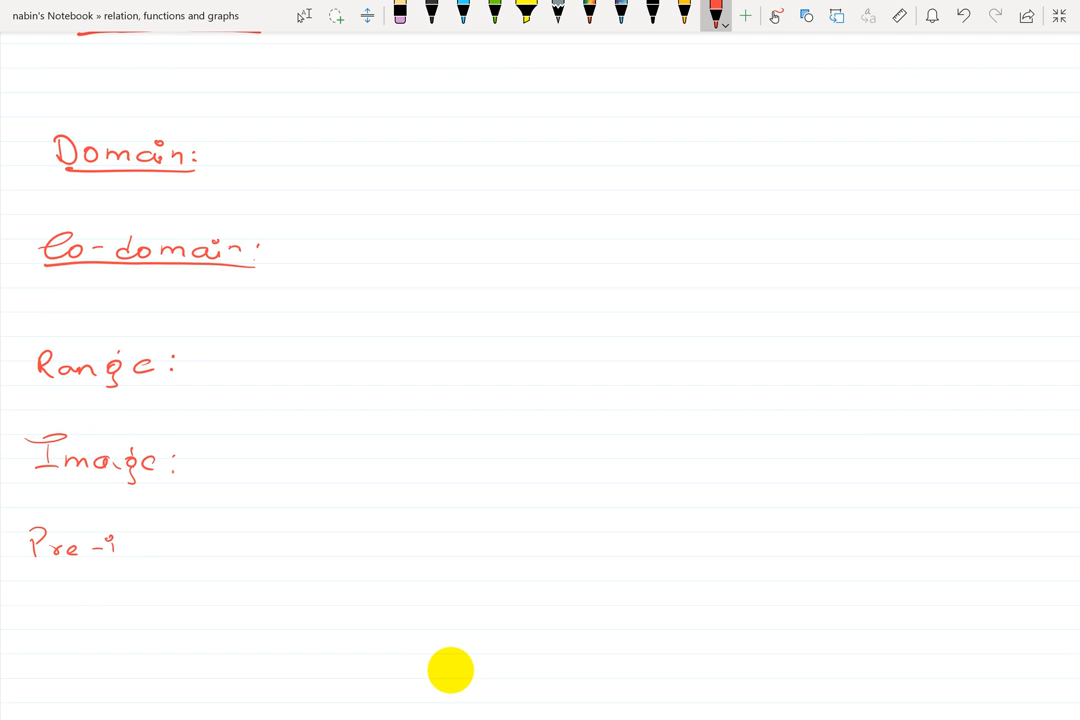 nabin's Notebook » relation, functions and graphs
Domain:
Co-domain:
Range:
Image:
Pre-i